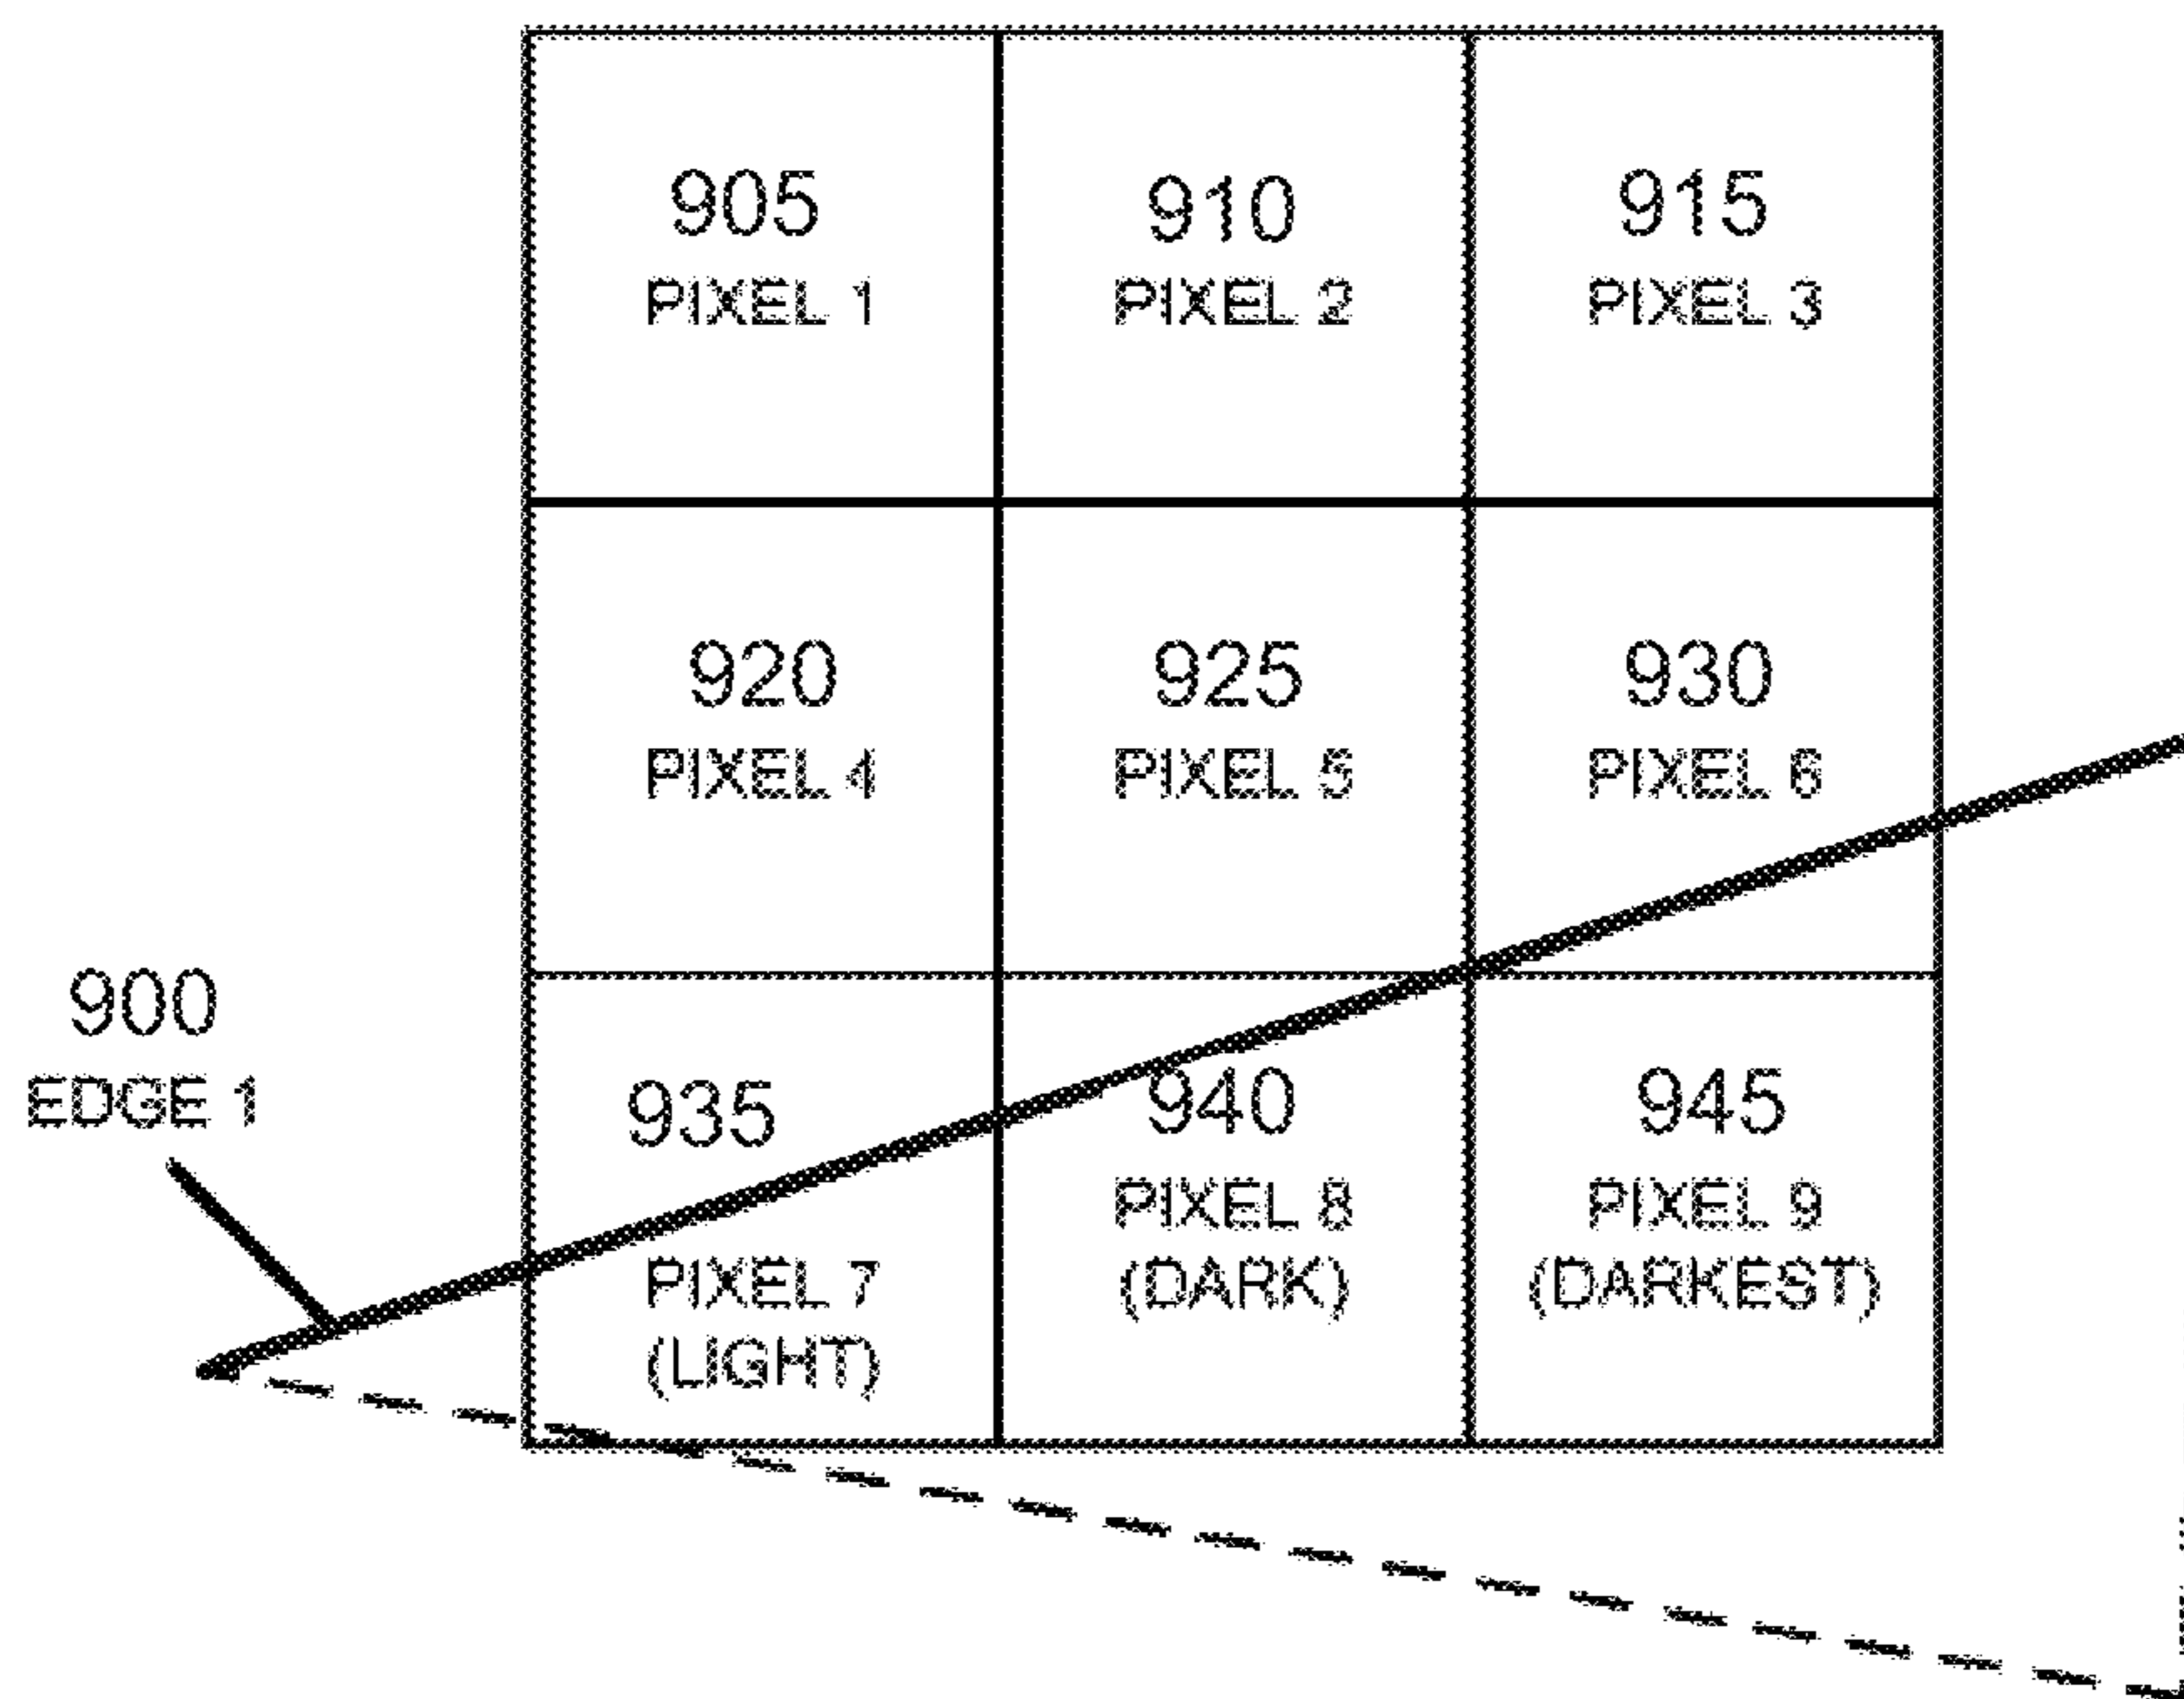 905
PIXEL 1
910
PIXEL 2
915
PIXEL 3
920
PIXEL 4
925
PIXEL 5
930
PIXEL 6
900
EDGE 1
935
PIXEL 7
(LIGHT)
940
PIXEL 8
(DARK)
945
PIXEL 9
(DARKEST)